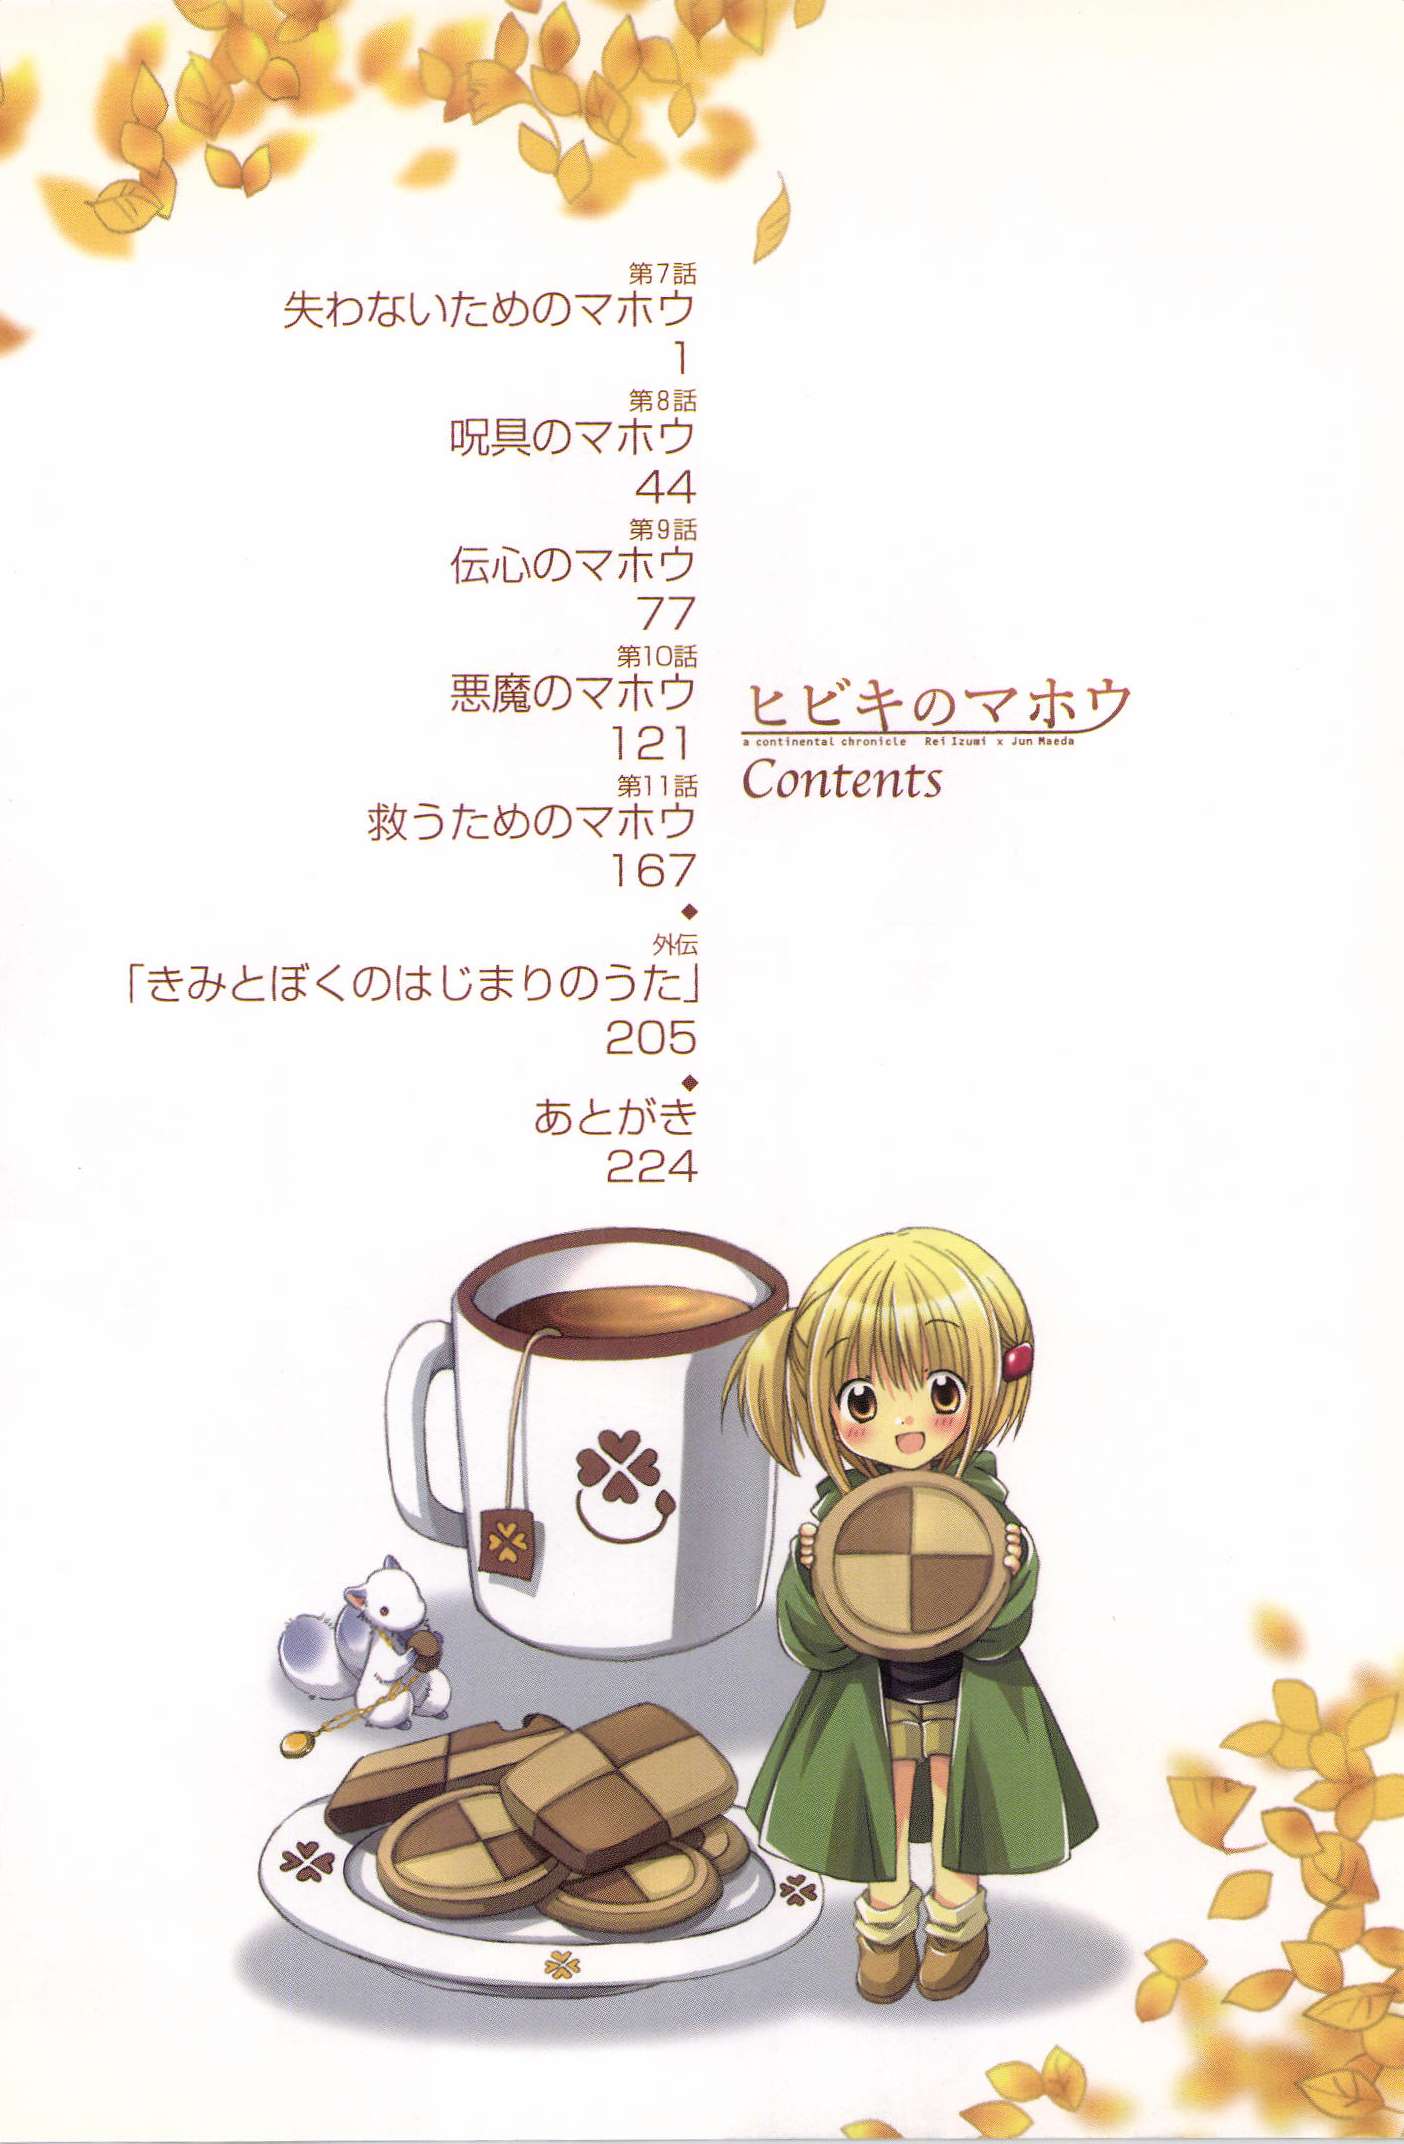 ヒビキのマホウ
a continental chronicle Rei Izumi x Jun Maeda
Contents
第7話
失わないためのマホウ
1
第8話
呪具のマホウ
44
第9話
伝心のマホウ
77
第10話
悪魔のマホウ
121
第11話
救うためのマホウ
167
◆
外伝
「きみとぼくのはじまりのうた」
205
◆
あとがき
224